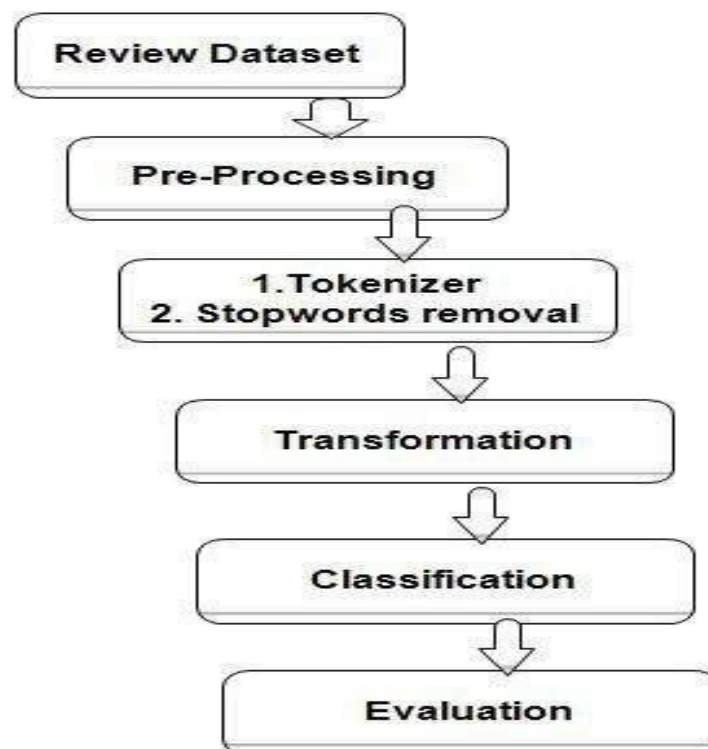 Review Dataset
Pre-Processing
1.Tokenizer
2. Stopwords removal
Transformation
Classification
Evaluation